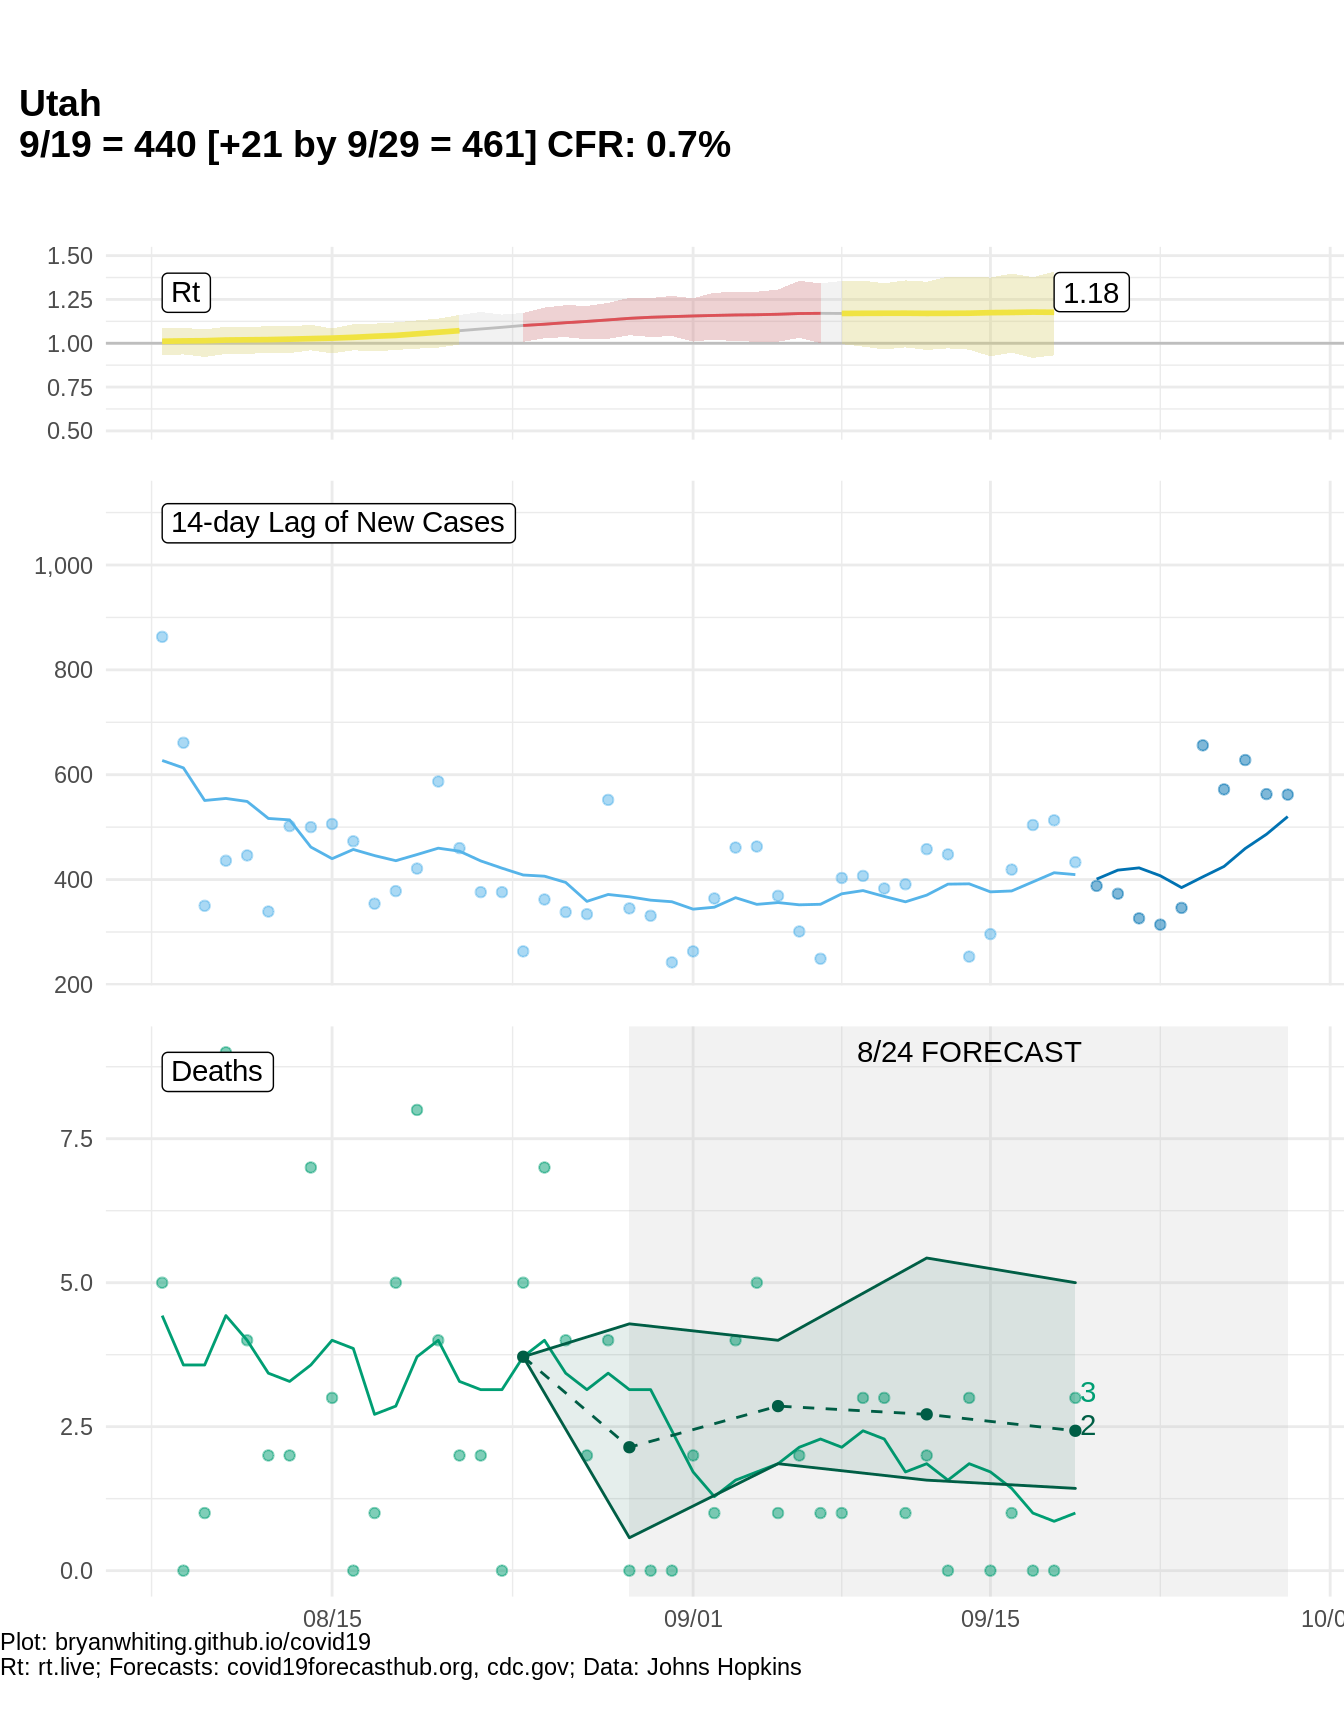 Utah
9/19 = 440 [+21 by 9/29 = 461] CFR: 0.7%
1.50
1.25
1.00
0.75
0.50
Rt
1.18
14-day Lag of New Cases
1,000
800
600
400
200
Deaths
8/24 FORECAST
7.5
5.0
2.5
0.0
3
2
08/15
09/01
09/15
10/0
Plot: bryanwhiting.github.io/covid19
Rt: rt.live; Forecasts: covid19forecasthub.org, cdc.gov; Data: Johns Hopkins